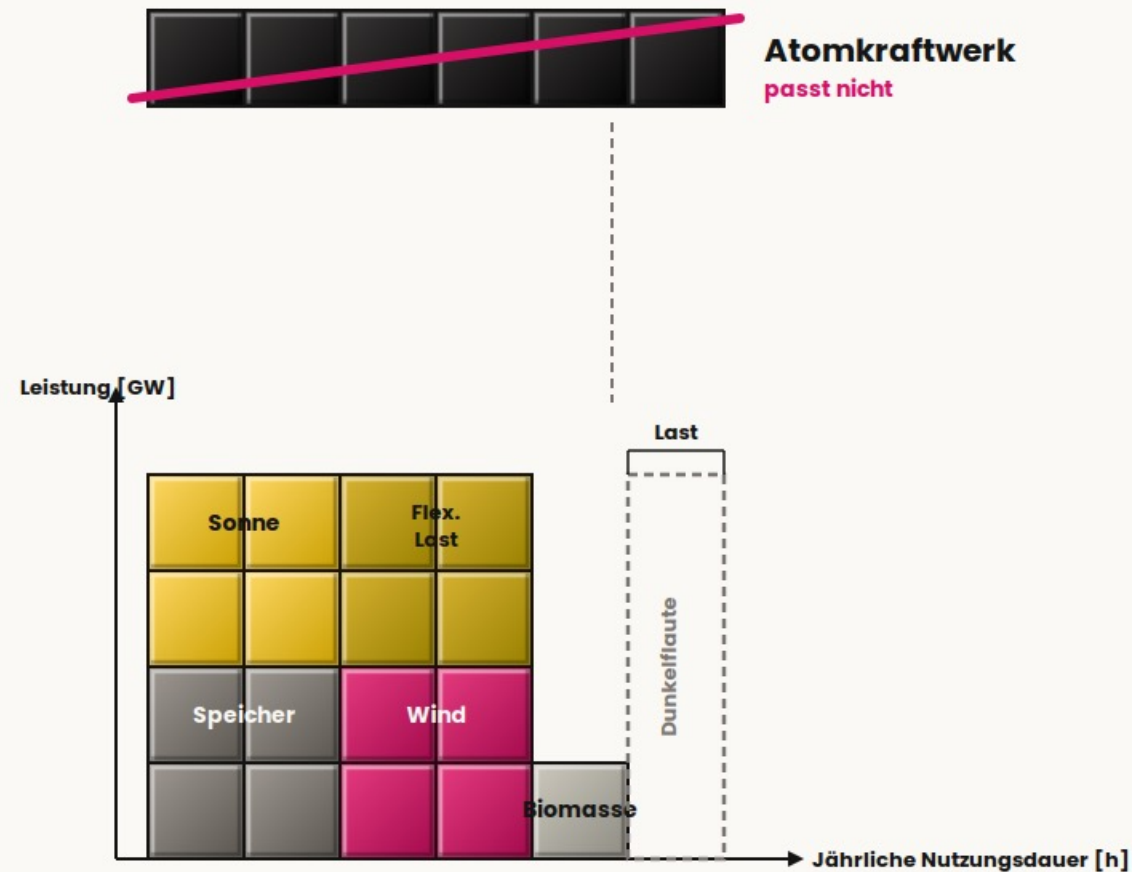 Atomkraftwerk
passt nicht
Leistung [GW]
Last
Sonne
Flex.
Last
Dunkelflaute
Speicher
Wind
Biomasse
Jährliche Nutzungsdauer [h]